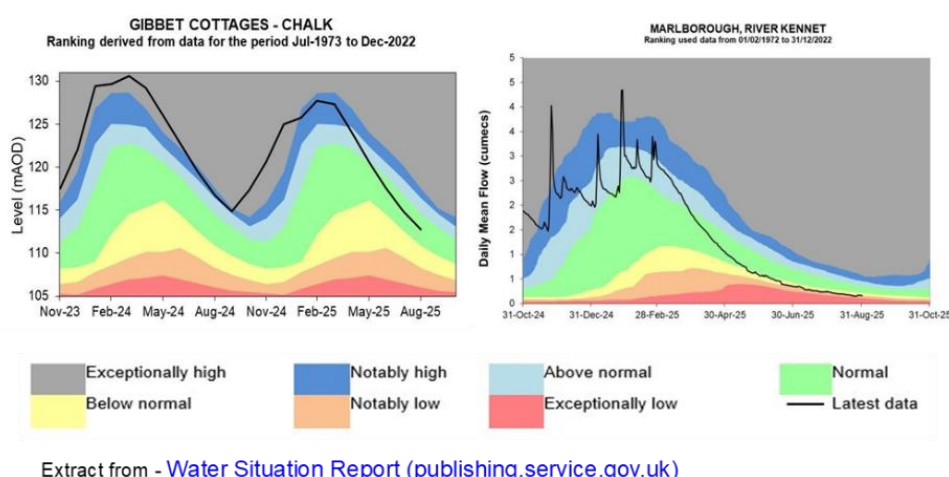 GIBBET COTTAGES - CHALK
Ranking derived from data for the period Jul-1973 to Dec-2022
Level (mAOD)
130
125
120
115
110
105
Nov-23 Feb-24 May-24 Aug-24 Nov-24 Feb-25 May-25 Aug-25
MARLBOROUGH, RIVER KENNET
Ranking used data from 01/02/1972 to 31/12/2022
Daily Mean Flow (cumecs)
5
5
4
4
3
3
2
2
1
1
0
31-Oct-24 31-Dec-24 28-Feb-25 30-Apr-25 30-Jun-25 31-Aug-25 31-Oct-25
Exceptionally high Notably high Above normal Normal
Below normal Notably low Exceptionally low Latest data
Extract from - Water Situation Report (publishing.service.gov.uk)